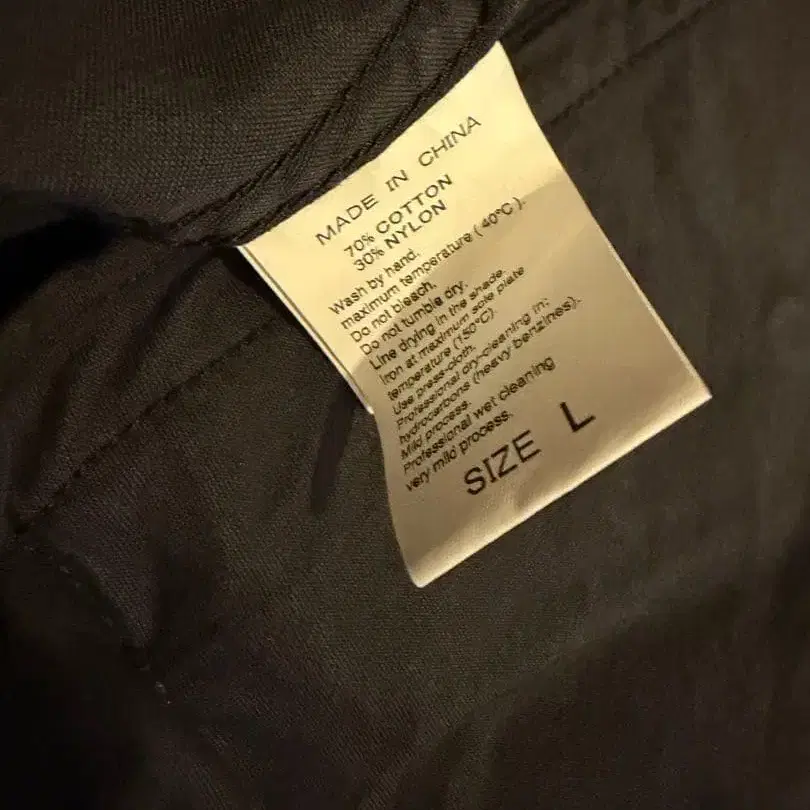 MADE IN CHINA
70% COTTON
30% NYLON
Wash by hand.
maximum temperature ( 40°C ).
Do not bleach.
Do not tumble dry.
Line drying in the shade.
Iron at maximum sole plate
temperature (150°C).
Use press-cloth.
Professional dry-cleaning in:
hydrocarbons (heavy benzines).
Mild process.
Professional wet cleaning
very mild process.
SIZE L